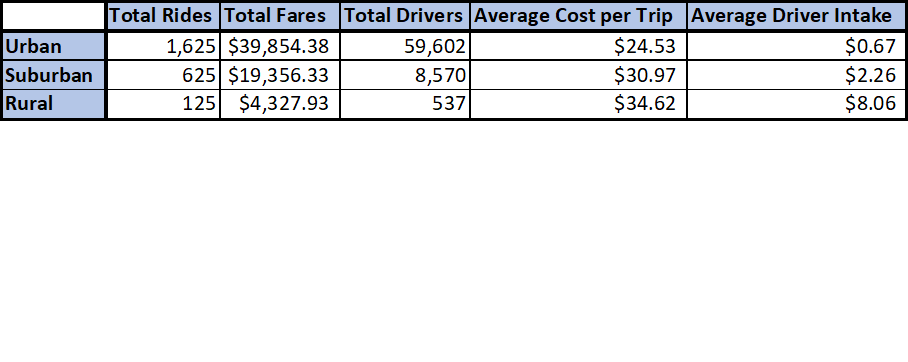 Total Rides Total Fares Total Drivers Average Cost per Trip Average Driver Intake
Urban 1,625 $39,854.38 59,602 $24.53 $0.67
Suburban 625 $19,356.33 8,570 $30.97 $2.26
Rural 125 $4,327.93 537 $34.62 $8.06